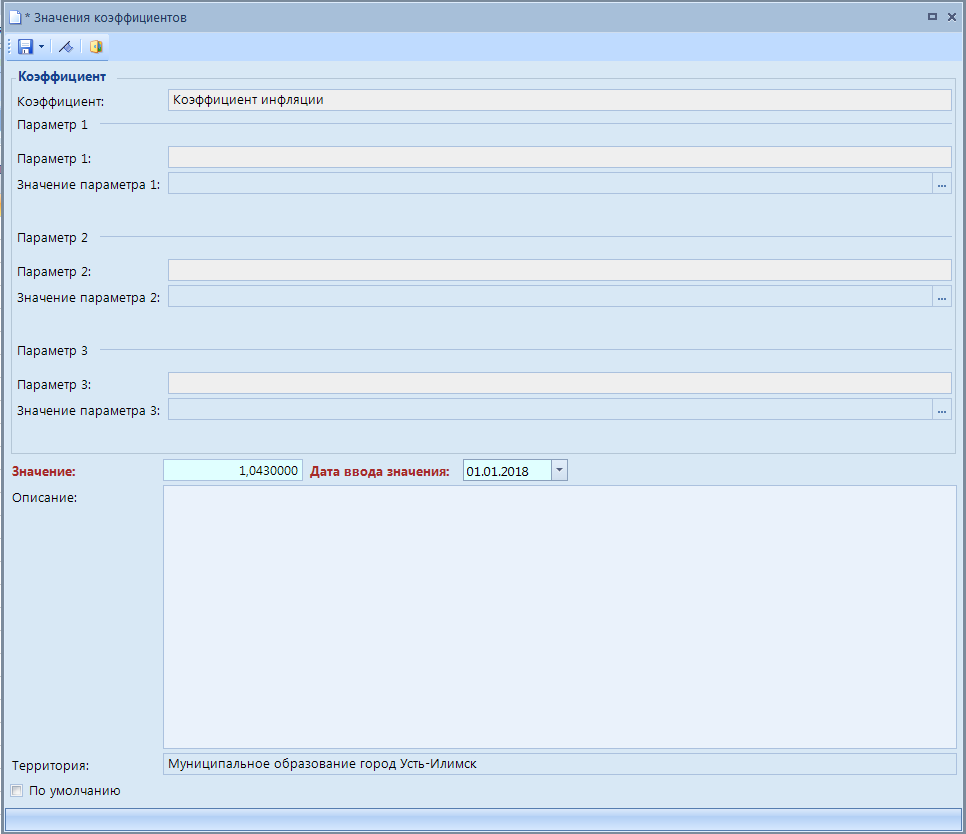 * Значения коэффициентов
Коэффициент
Коэффициент: Коэффициент инфляции
Параметр 1
Параметр 1:
Значение параметра 1: ...
Параметр 2
Параметр 2:
Значение параметра 2: ...
Параметр 3
Параметр 3:
Значение параметра 3: ...
Значение: 1,0430000 Дата ввода значения: 01.01.2018
Описание:
Территория: Муниципальное образование город Усть-Илимск
По умолчанию